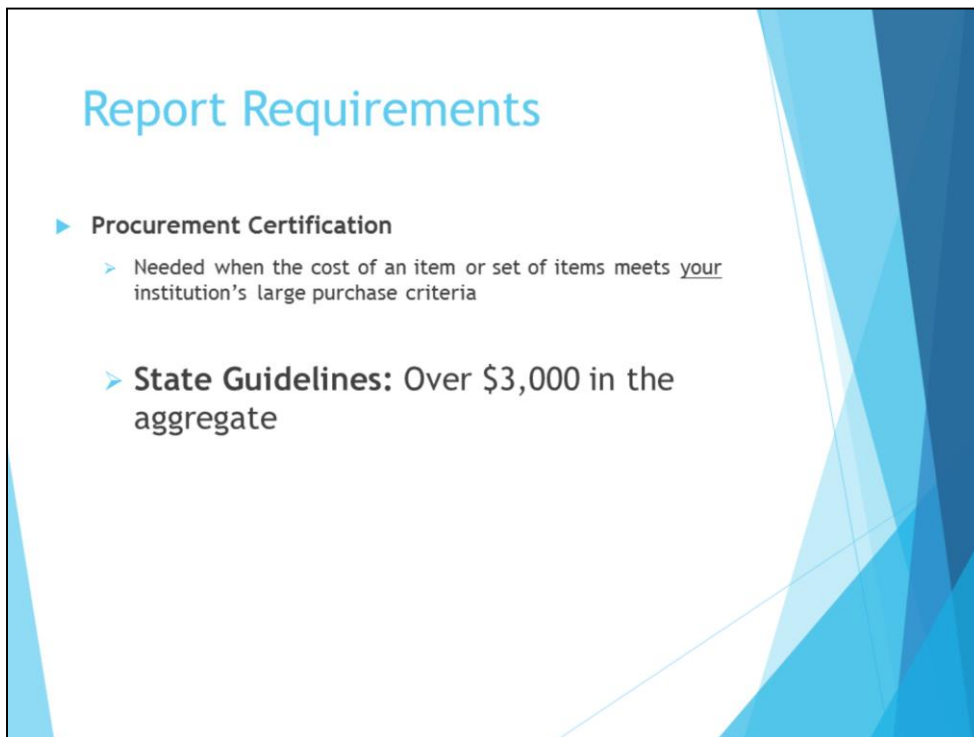 Report Requirements
Procurement Certification
Needed when the cost of an item or set of items meets your
institution’s large purchase criteria
State Guidelines: Over $3,000 in the
aggregate